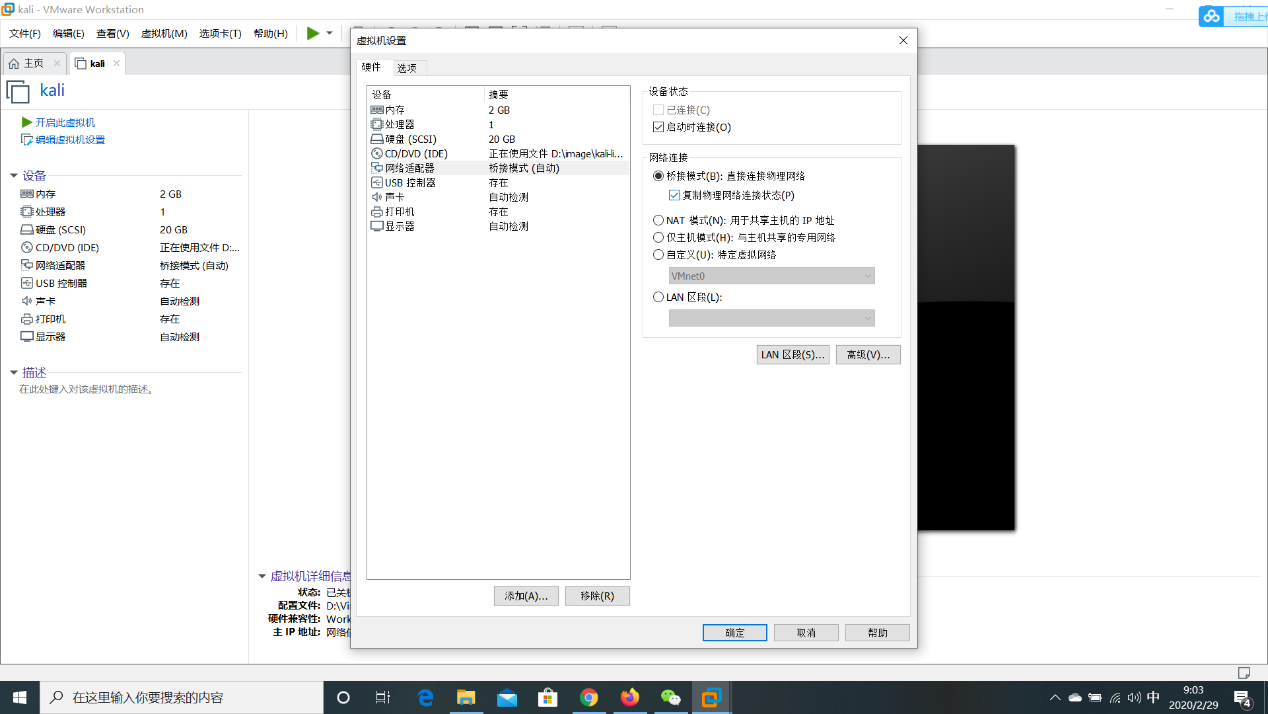 kali - VMware Workstation
文件(F) 编辑(E) 查看(V) 虚拟机(M) 选项卡(T) 帮助(H)
主页
kali
kali
开启此虚拟机
编辑虚拟机设置
设备
内存 2 GB
处理器 1
硬盘 (SCSI) 20 GB
CD/DVD (IDE) 正在使用文件 D:...
网络适配器 桥接模式 (自动)
USB 控制器 存在
声卡 自动检测
打印机 存在
显示器 自动检测
描述
在此处键入对该虚拟机的描述。
虚拟机详细信息
状态: 已关
配置文件: D:\Vi
硬件兼容性: Work
主 IP 地址: 网络信
虚拟机设置
硬件 选项
设备 摘要
内存 2 GB
处理器 1
硬盘 (SCSI) 20 GB
CD/DVD (IDE) 正在使用文件 D:\image\kali-li...
网络适配器 桥接模式 (自动)
USB 控制器 存在
声卡 自动检测
打印机 存在
显示器 自动检测
添加(A)... 移除(R)
设备状态
已连接(C)
启动时连接(O)
网络连接
桥接模式(B): 直接连接物理网络
复制物理网络连接状态(P)
NAT 模式(N): 用于共享主机的 IP 地址
仅主机模式(H): 与主机共享的专用网络
自定义(U): 特定虚拟网络
VMnet0
LAN 区段(L):
LAN 区段(S)... 高级(V)...
确定 取消 帮助
拖拽上
在这里输入你要搜索的内容
中
9:03
2020/2/29
4